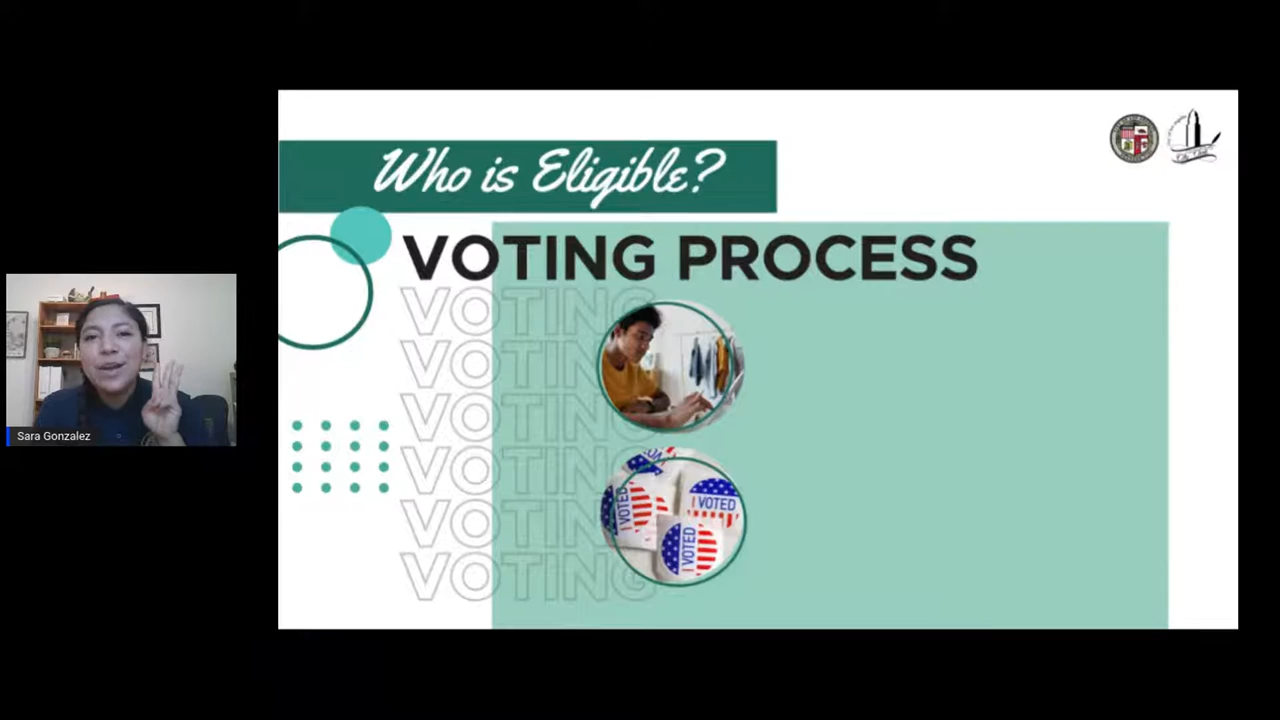 Who is Eligible?
VOTING PROCESS
VOTING
VOTING
VOTING
VOTING
VOTING
VOTING
I VOTED
I VOTED
I VOTED
Sara Gonzalez